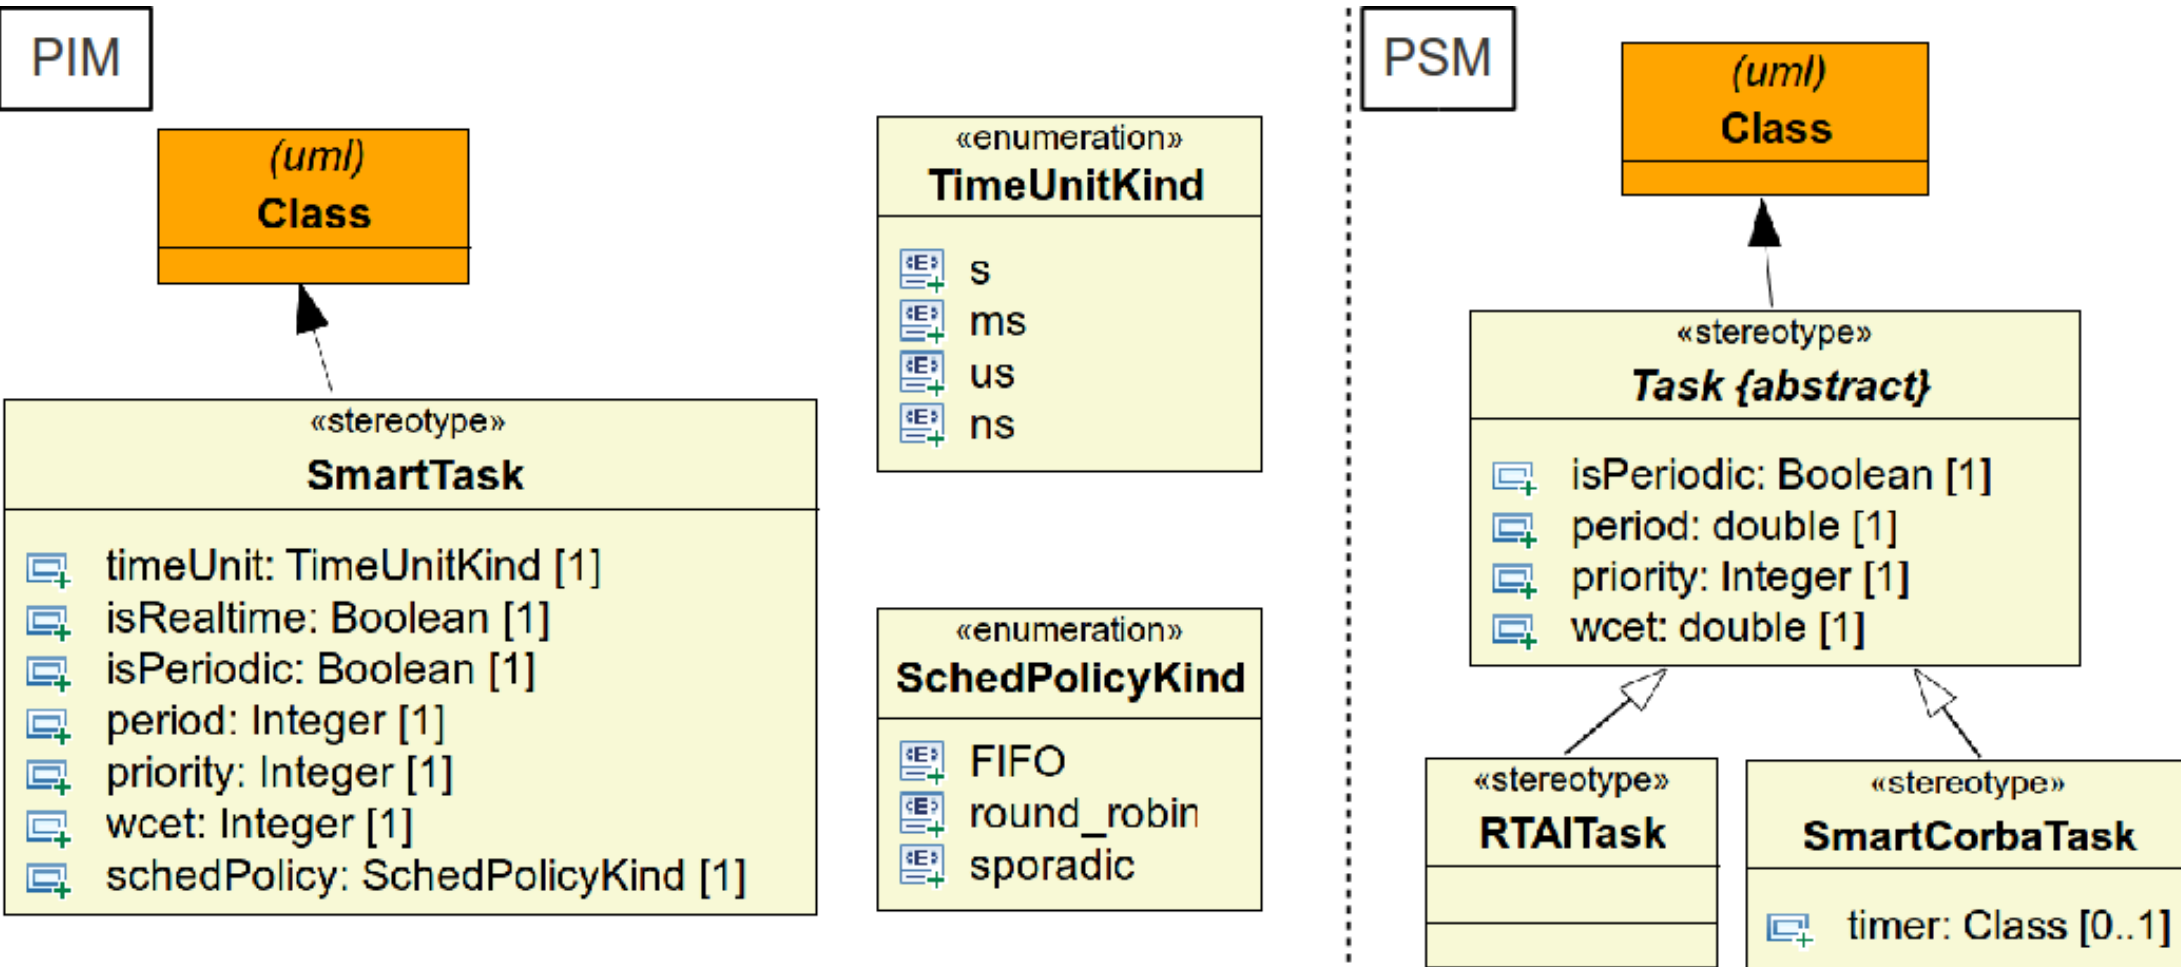 PIM
(uml)
Class
«stereotype»
SmartTask
timeUnit: TimeUnitKind [1]
isRealtime: Boolean [1]
isPeriodic: Boolean [1]
period: Integer [1]
priority: Integer [1]
wcet: Integer [1]
schedPolicy: SchedPolicyKind [1]
«enumeration»
TimeUnitKind
s
ms
us
ns
«enumeration»
SchedPolicyKind
FIFO
round_robin
sporadic
PSM
(uml)
Class
«stereotype»
Task {abstract}
isPeriodic: Boolean [1]
period: double [1]
priority: Integer [1]
wcet: double [1]
«stereotype»
RTAITask
«stereotype»
SmartCorbaTask
timer: Class [0..1]